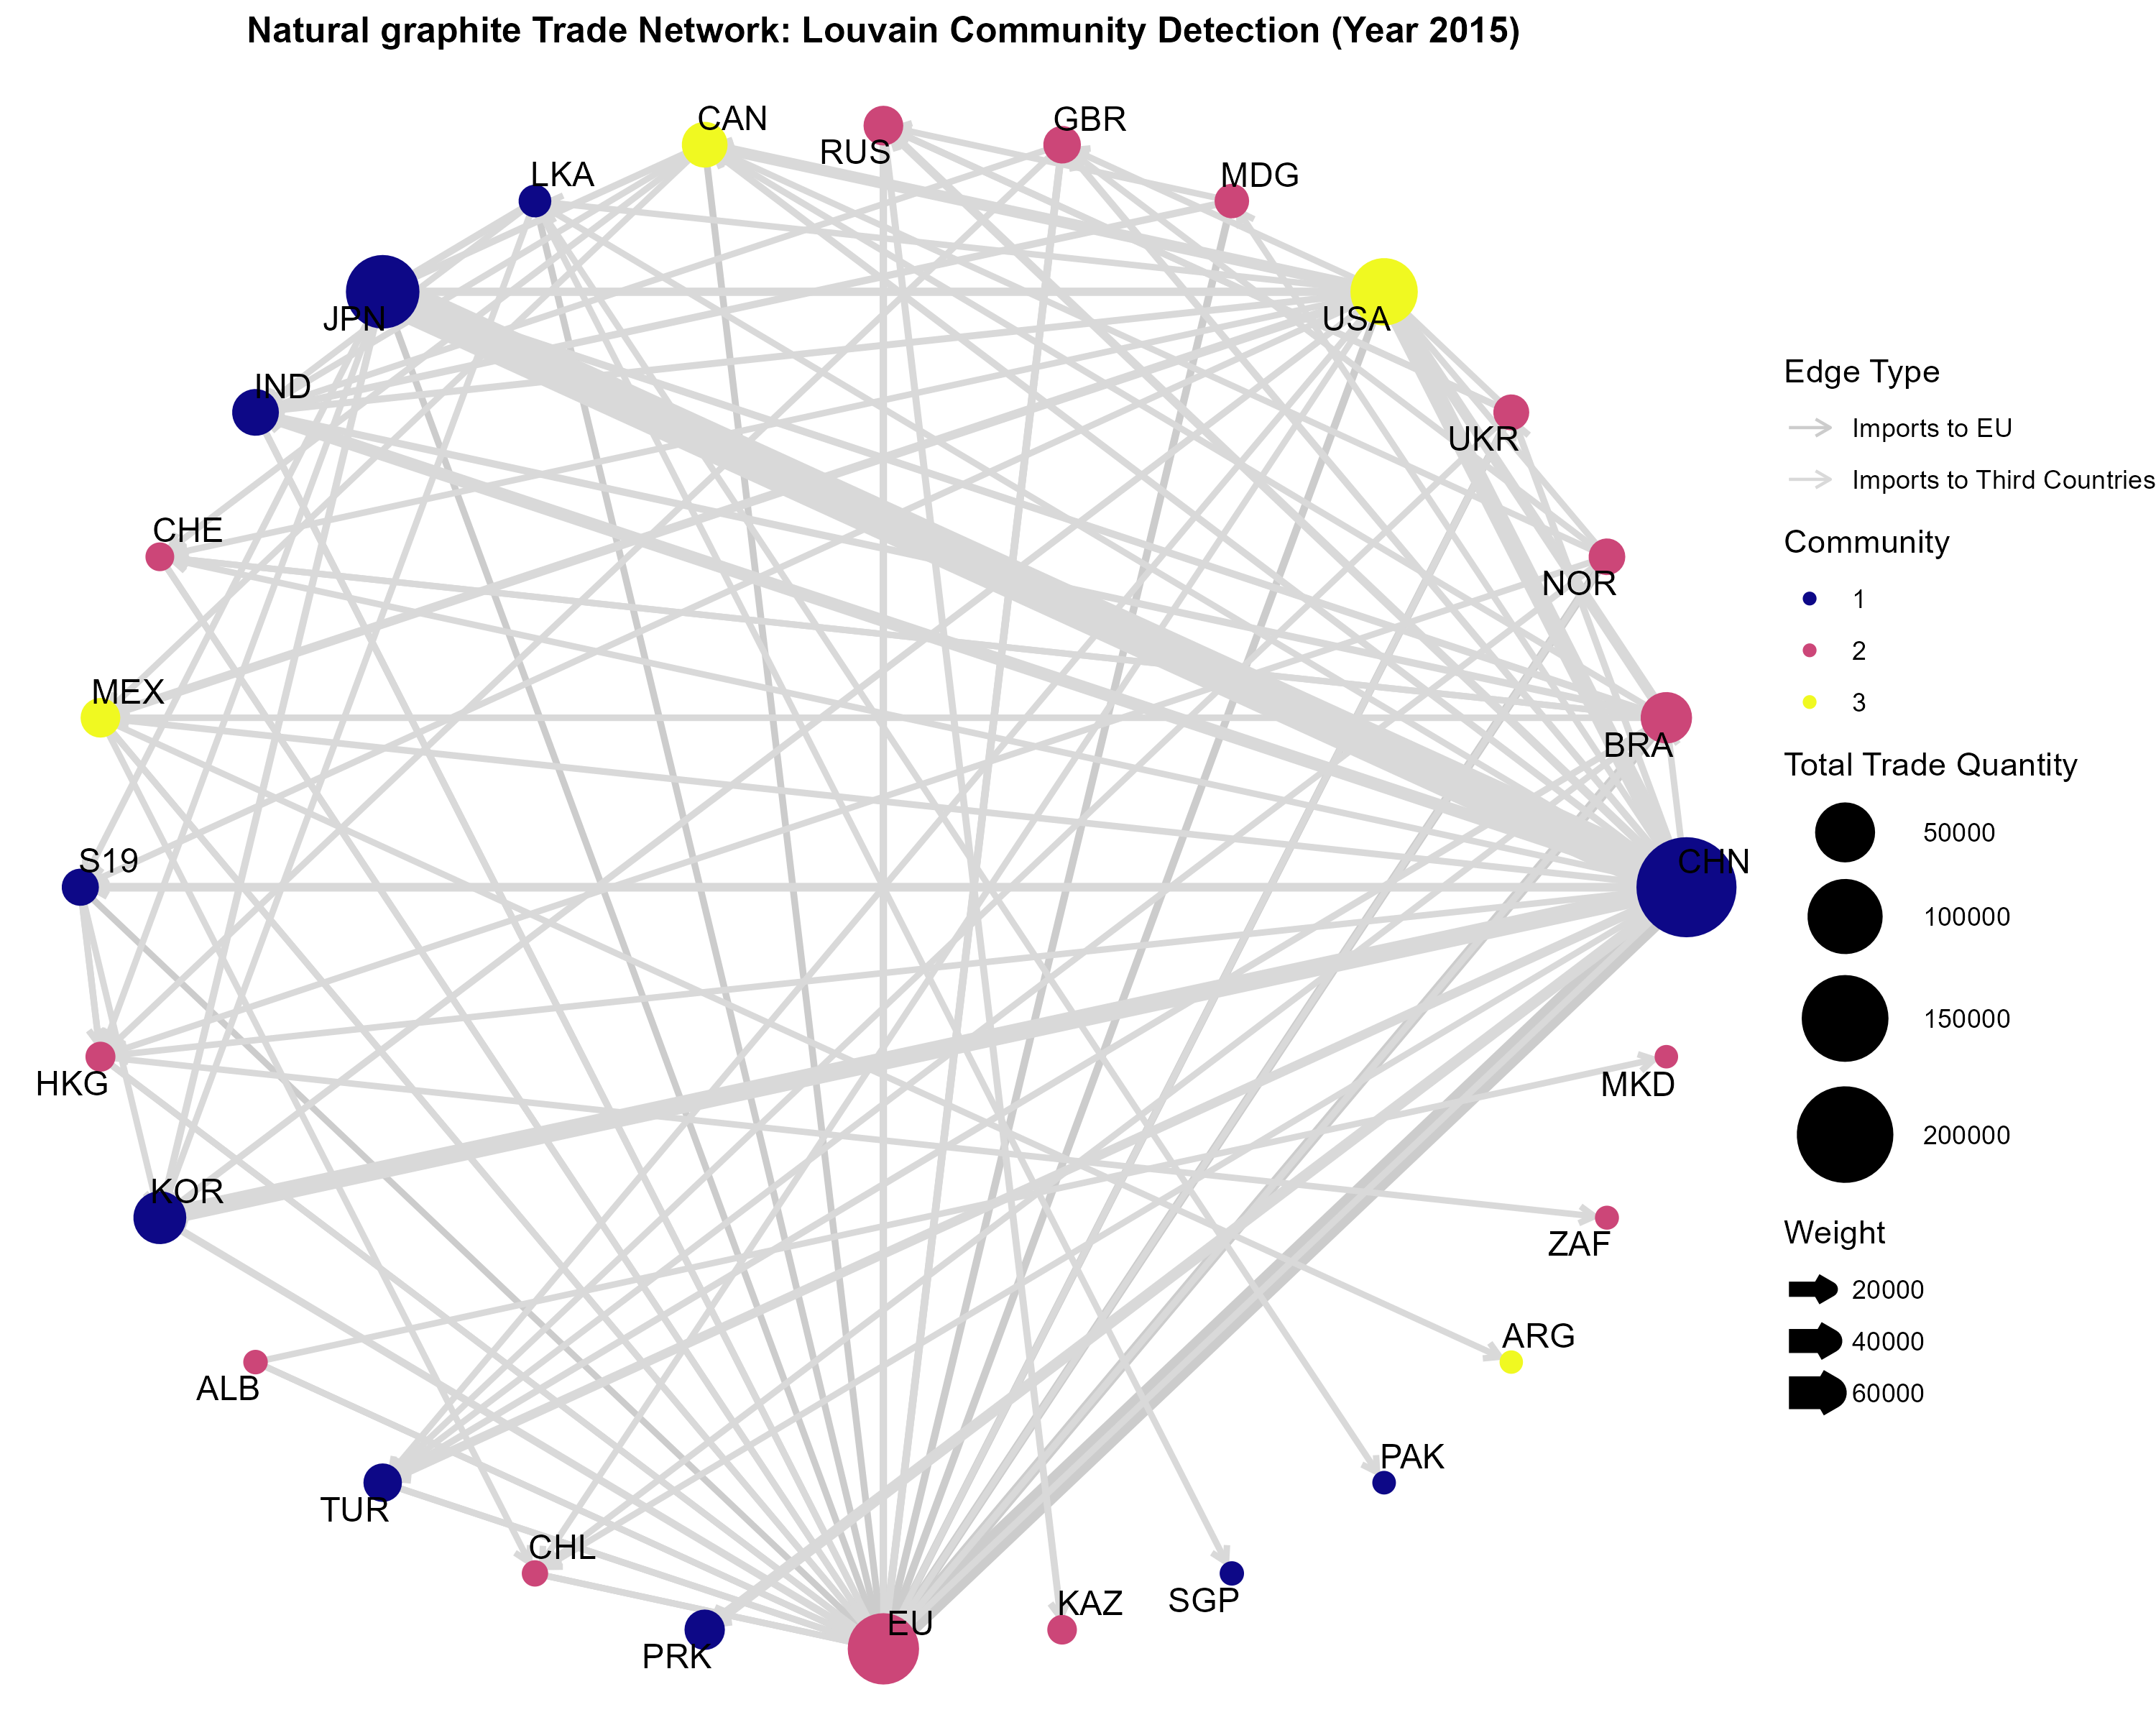 Natural graphite Trade Network: Louvain Community Detection (Year 2015)
CAN
RUS
GBR
LKA
MDG
JPN
USA
IND
UKR
CHE
NOR
MEX
BRA
S19
CHN
HKG
MKD
KOR
ZAF
ALB
ARG
TUR
PAK
CHL
SGP
PRK
EU
KAZ
Edge Type
Imports to EU
Imports to Third Countries
Community
1
2
3
Total Trade Quantity
50000
100000
150000
200000
Weight
20000
40000
60000